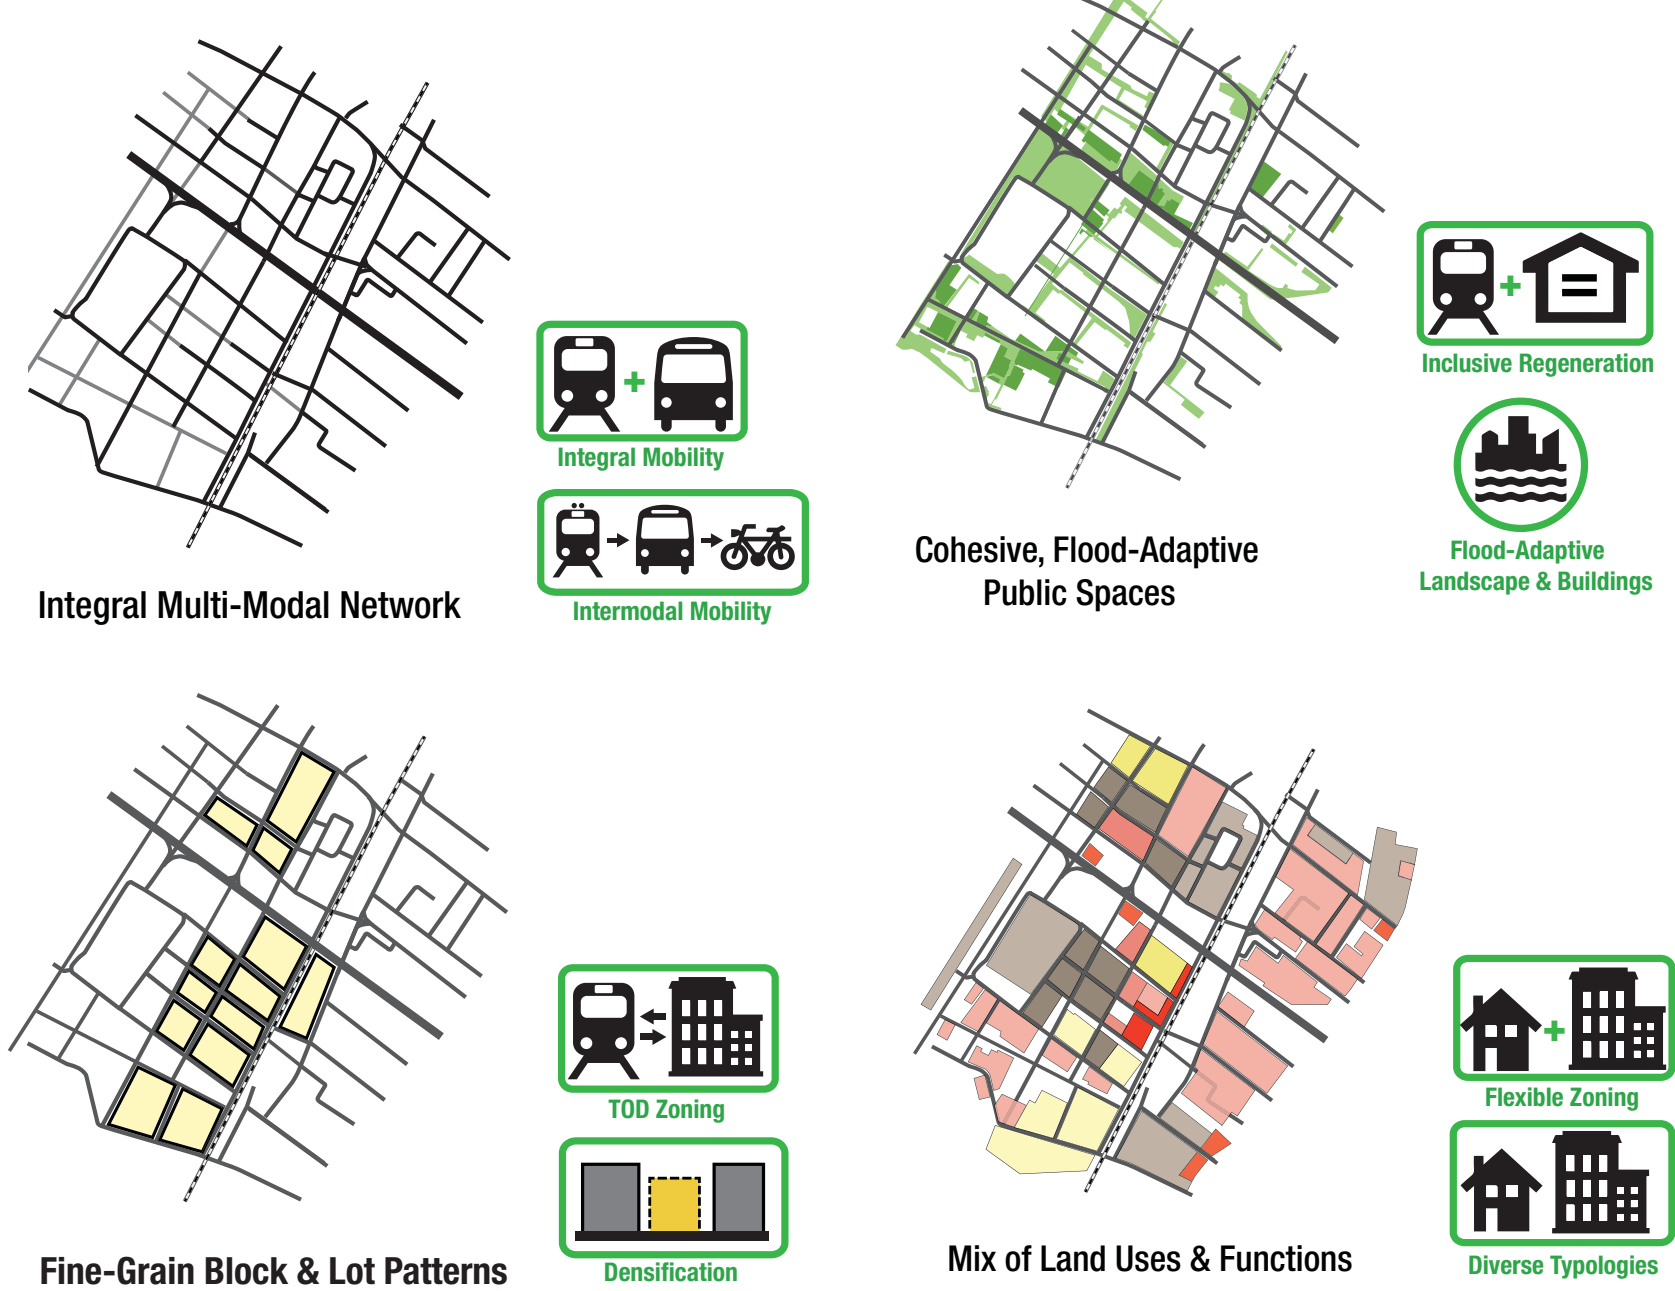 Integral Mobility
Intermodal Mobility
Integral Multi-Modal Network
Inclusive Regeneration
Flood-Adaptive
Landscape & Buildings
Cohesive, Flood-Adaptive
Public Spaces
TOD Zoning
Densification
Fine-Grain Block & Lot Patterns
Flexible Zoning
Diverse Typologies
Mix of Land Uses & Functions